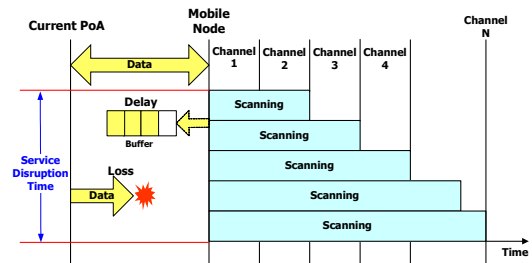 Channel
N
Mobile
Node
Current PoA
Channel
1
Channel
2
Channel
3
Channel
4
Data
Delay
Scanning
Buffer
Scanning
Service
Disruption
Time
Loss
Scanning
Data
Scanning
Scanning
Time